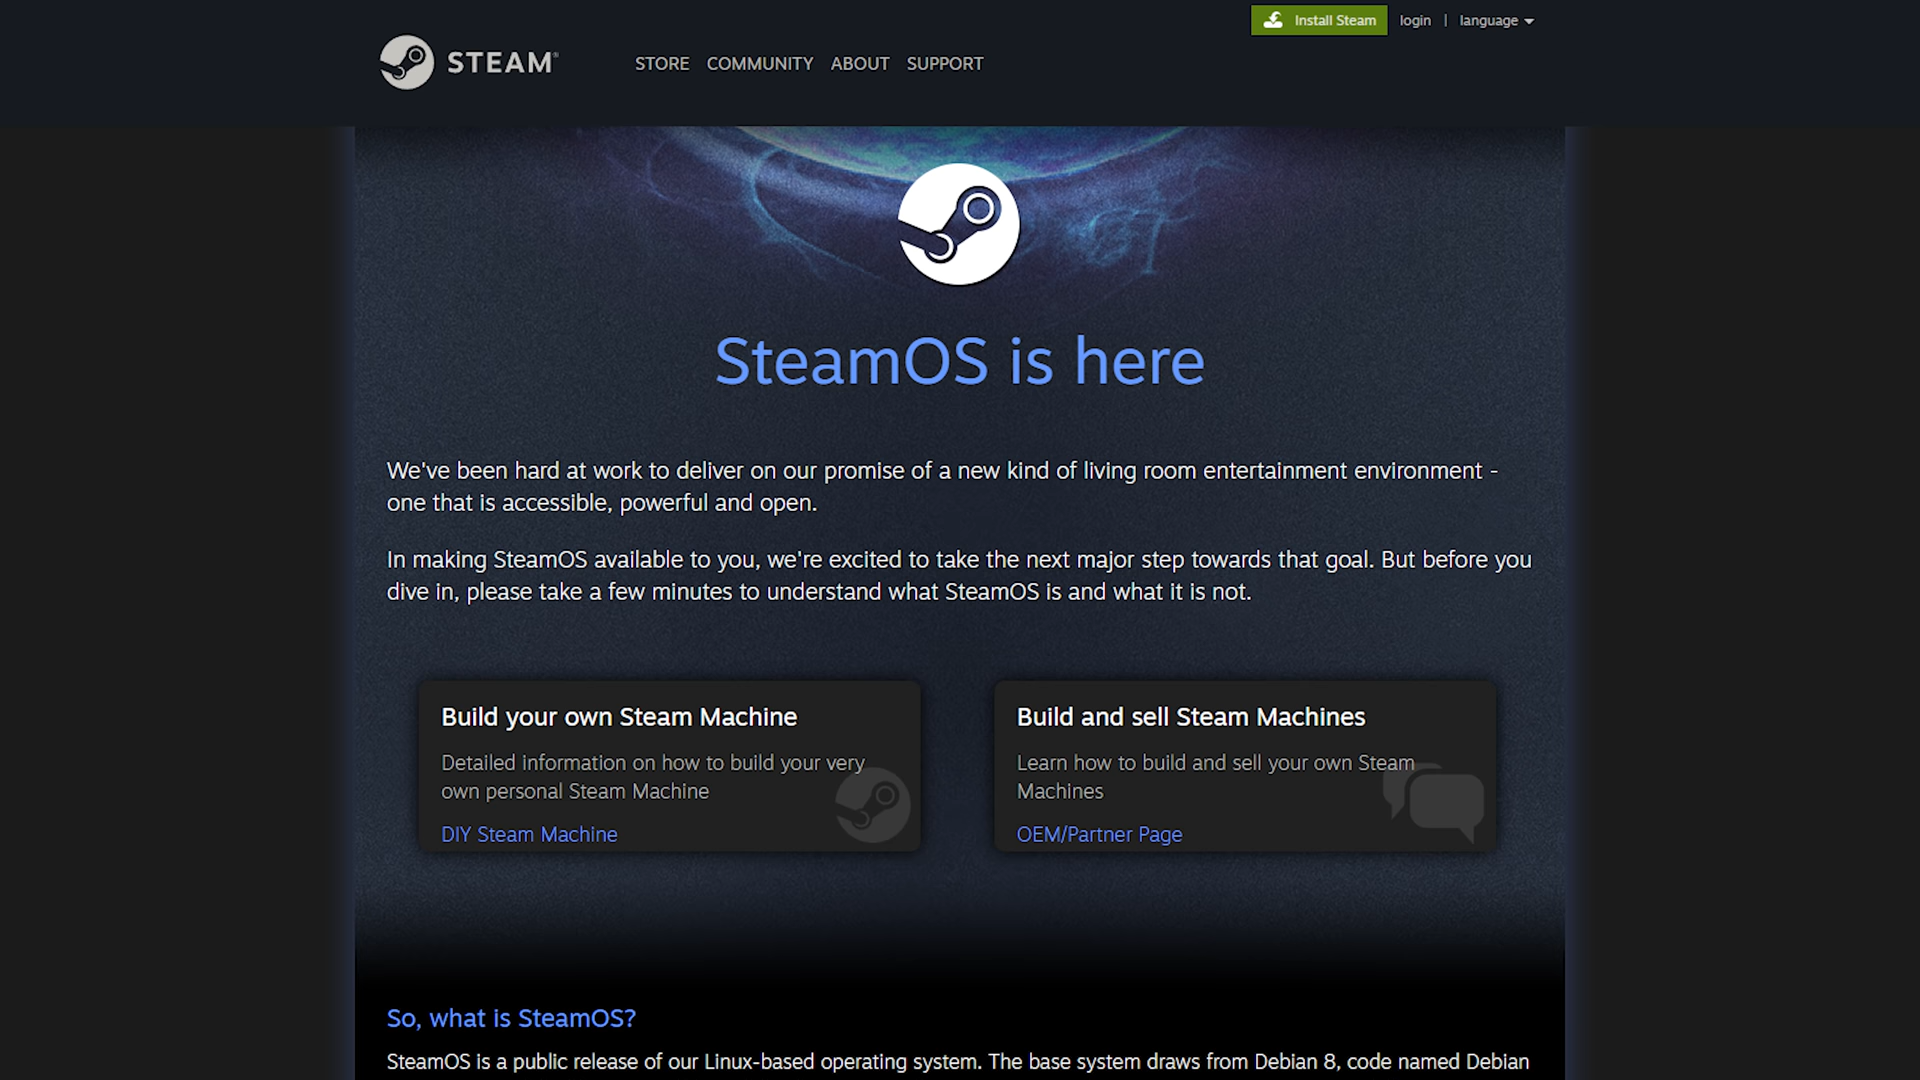 Install Steam login | language
STEAM® STORE COMMUNITY ABOUT SUPPORT
SteamOS is here
We've been hard at work to deliver on our promise of a new kind of living room entertainment environment -
one that is accessible, powerful and open.
In making SteamOS available to you, we're excited to take the next major step towards that goal. But before you
dive in, please take a few minutes to understand what SteamOS is and what it is not.
Build your own Steam Machine
Detailed information on how to build your very
own personal Steam Machine
DIY Steam Machine
Build and sell Steam Machines
Learn how to build and sell your own Steam
Machines
OEM/Partner Page
So, what is SteamOS?
SteamOS is a public release of our Linux-based operating system. The base system draws from Debian 8, code named Debian